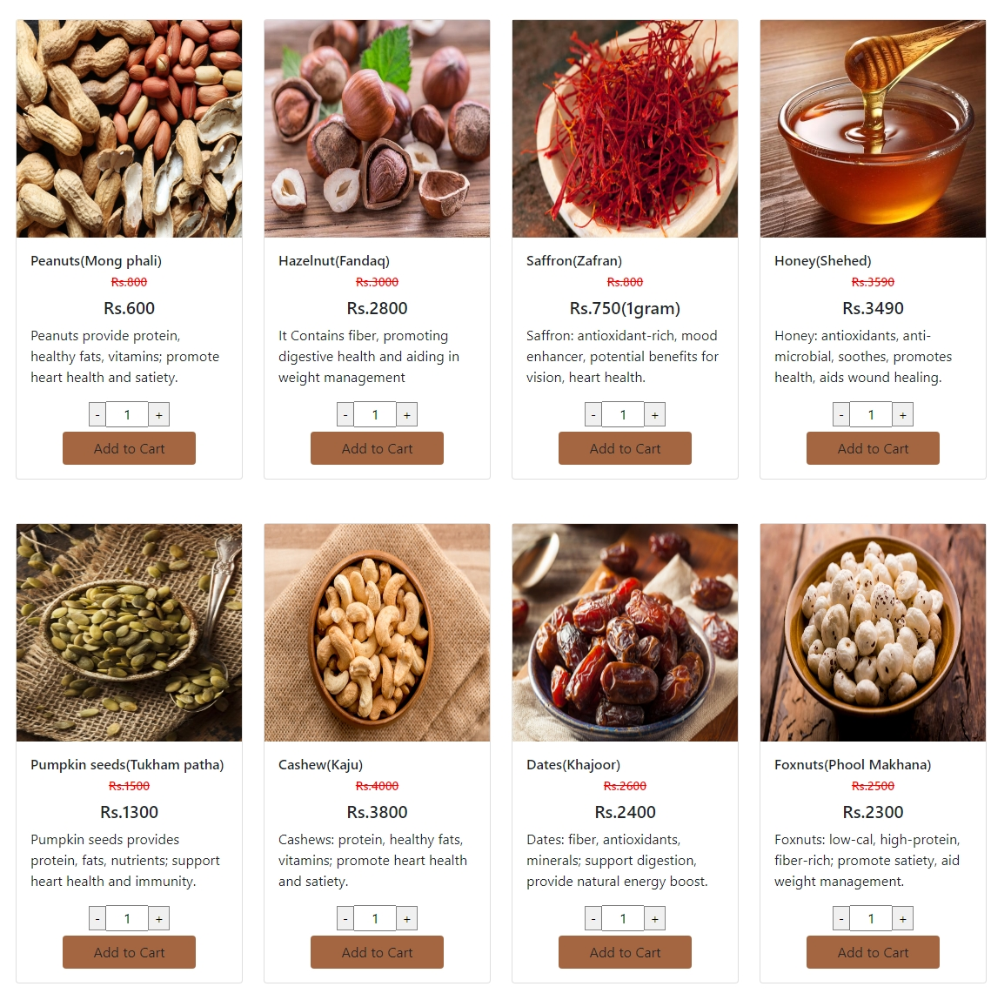 Peanuts(Mong phali)
Rs.800
Rs.600
Peanuts provide protein,
healthy fats, vitamins; promote
heart health and satiety.
- 1 +
Add to Cart
Hazelnut(Fandaq)
Rs.3000
Rs.2800
It Contains fiber, promoting
digestive health and aiding in
weight management
- 1 +
Add to Cart
Saffron(Zafran)
Rs.800
Rs.750(1gram)
Saffron: antioxidant-rich, mood
enhancer, potential benefits for
vision, heart health.
- 1 +
Add to Cart
Honey(Shehed)
Rs.3590
Rs.3490
Honey: antioxidants, anti-
microbial, soothes, promotes
health, aids wound healing.
- 1 +
Add to Cart
Pumpkin seeds(Tukham patha)
Rs.1500
Rs.1300
Pumpkin seeds provides
protein, fats, nutrients; support
heart health and immunity.
- 1 +
Add to Cart
Cashew(Kaju)
Rs.4000
Rs.3800
Cashews: protein, healthy fats,
vitamins; promote heart health
and satiety.
- 1 +
Add to Cart
Dates(Khajoor)
Rs.2600
Rs.2400
Dates: fiber, antioxidants,
minerals; support digestion,
provide natural energy boost.
- 1 +
Add to Cart
Foxnuts(Phool Makhana)
Rs.2500
Rs.2300
Foxnuts: low-cal, high-protein,
fiber-rich; promote satiety, aid
weight management.
- 1 +
Add to Cart